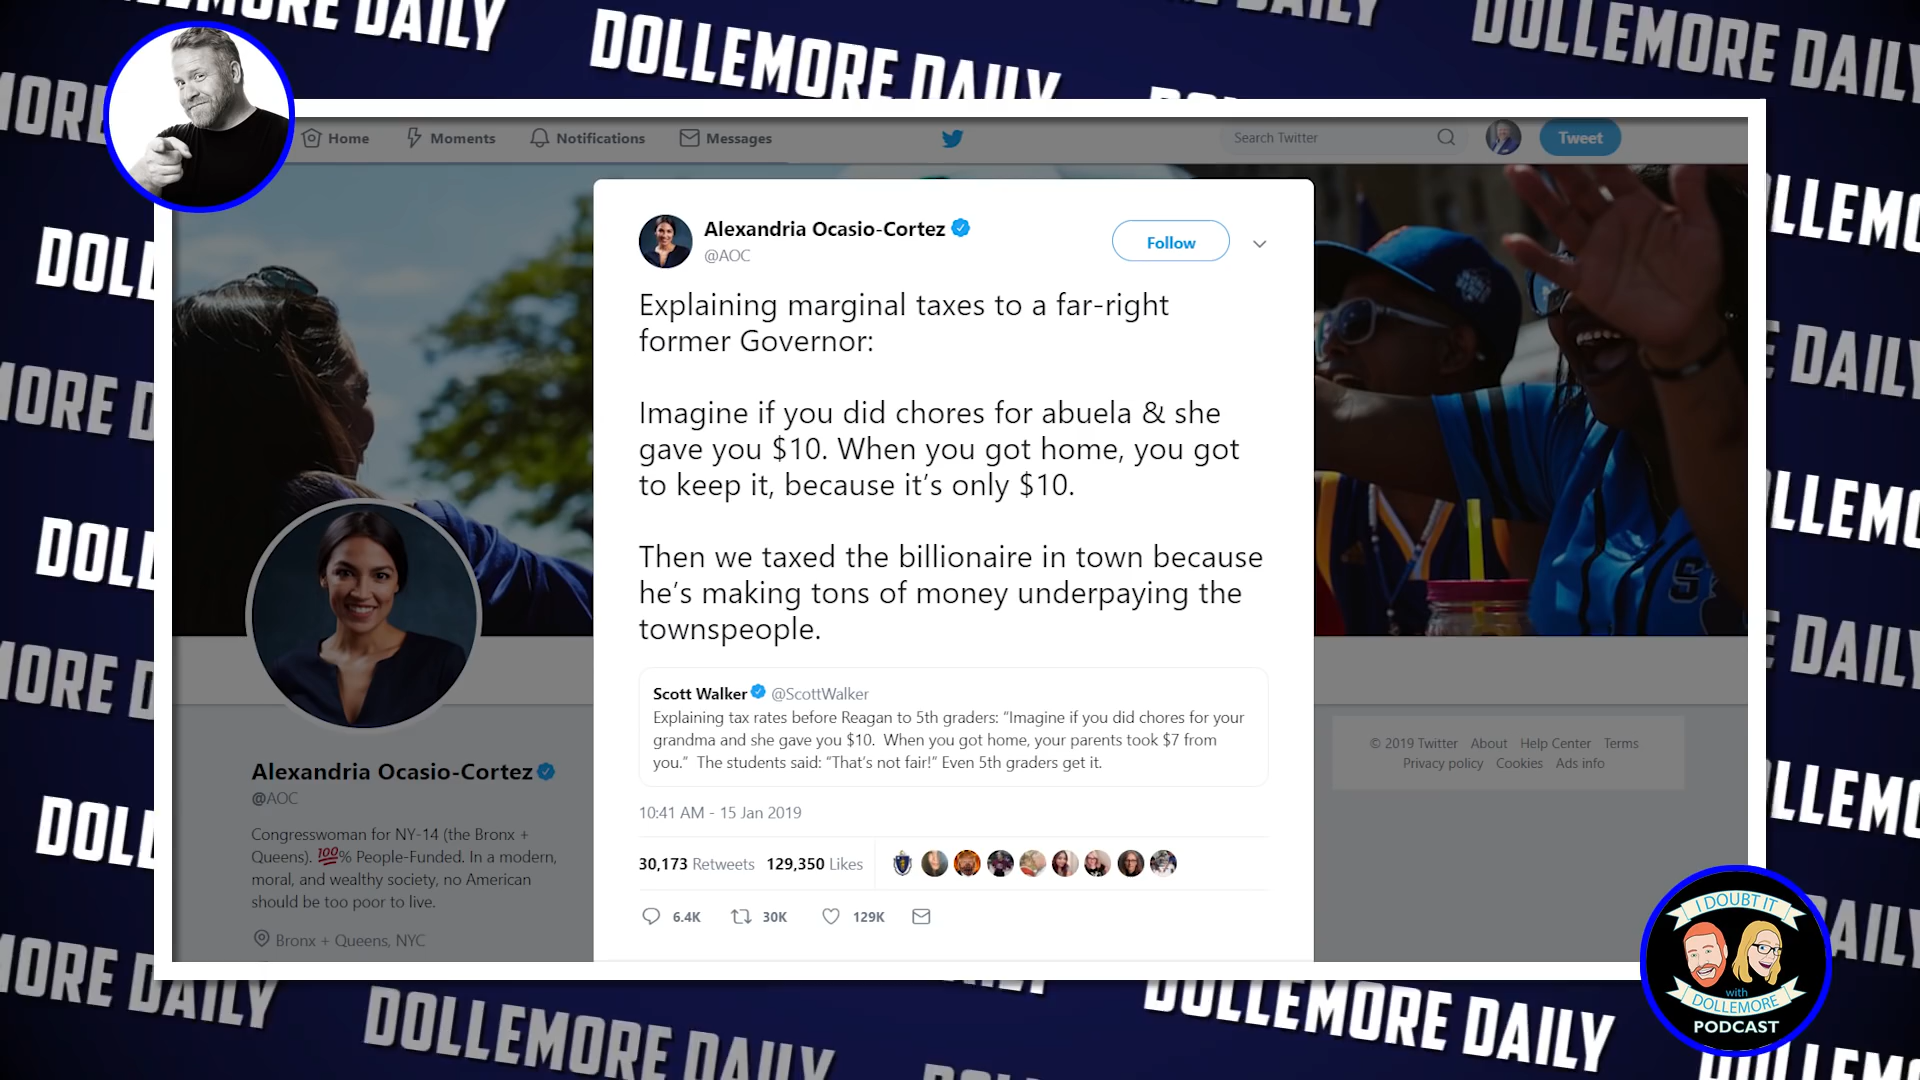 DAILY
DOLLEMORE DAILY
DOLLEMORE DAILY
Home
Moments
Notifications
Messages
Search Twitter
Tweet
Alexandria Ocasio-Cortez
@AOC
Follow
Explaining marginal taxes to a far-right
former Governor:
Imagine if you did chores for abuela & she
gave you $10. When you got home, you got
to keep it, because it's only $10.
Then we taxed the billionaire in town because
he's making tons of money underpaying the
townspeople.
Scott Walker @ScottWalker
Explaining tax rates before Reagan to 5th graders: “Imagine if you did chores for your
grandma and she gave you $10. When you got home, your parents took $7 from
you.” The students said: “That's not fair!” Even 5th graders get it.
10:41 AM - 15 Jan 2019
30,173 Retweets 129,350 Likes
6.4K
30K
129K
Alexandria Ocasio-Cortez
@AOC
Congresswoman for NY-14 (the Bronx +
Queens). 💯% People-Funded. In a modern,
moral, and wealthy society, no American
should be too poor to live.
Bronx + Queens, NYC
© 2019 Twitter About Help Center Terms
Privacy policy Cookies Ads info
I DOUBT IT
with
DOLLEMORE
PODCAST
DOLLEMORE DAILY
DOLLEMORE DAILY